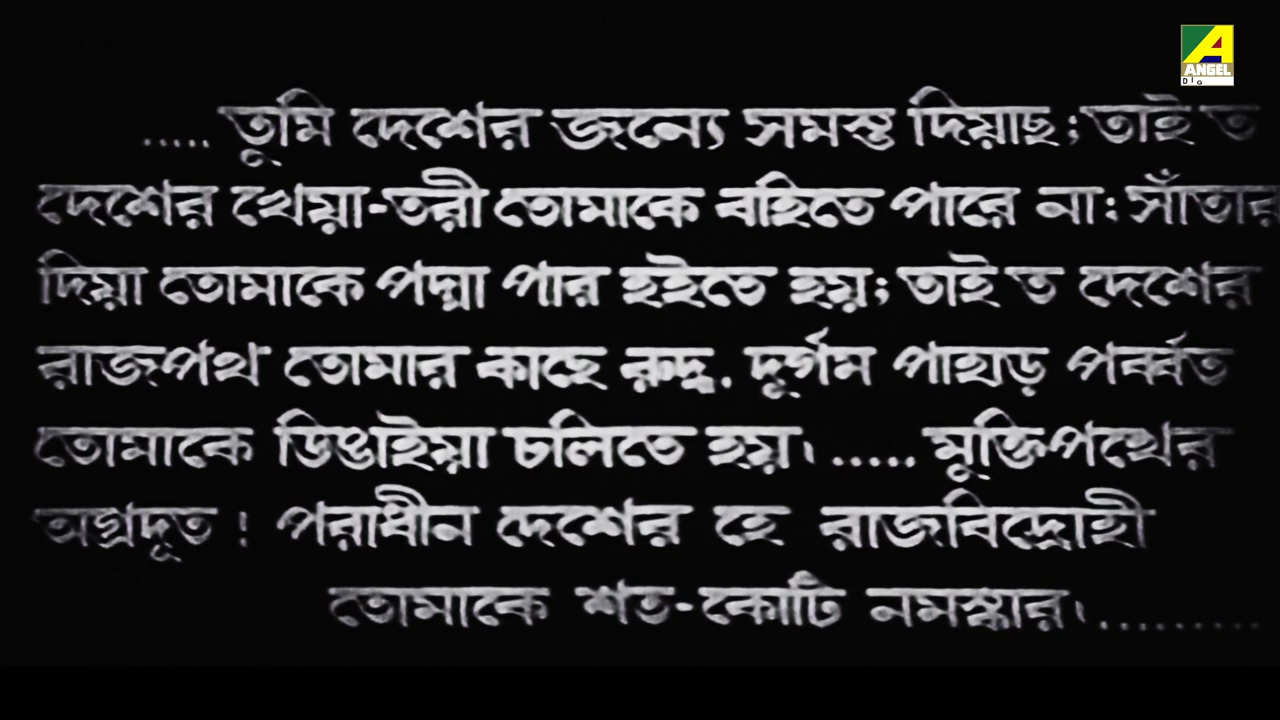 ANGEL
DIG
..... তুমি দেশের জন্যে সমস্ত দিয়াছ; তাই ত
দেশের খেয়া-তরী তোমাকে বহিতে পারে না; সাঁতার
দিয়া তোমাকে পদ্মা পার হইতে হয়; তাই ত দেশের
রাজপথ তোমার কাছে রুদ্ধ, দুর্গম পাহাড় পর্ব্বত
তোমাকে ডিঙাইয়া চলিতে হয়। ..... মুক্তিপথের
অগ্রদূত ! পরাধীন দেশের হে রাজবিদ্রোহী
তোমাকে শত-কোটি নমস্কার। .........